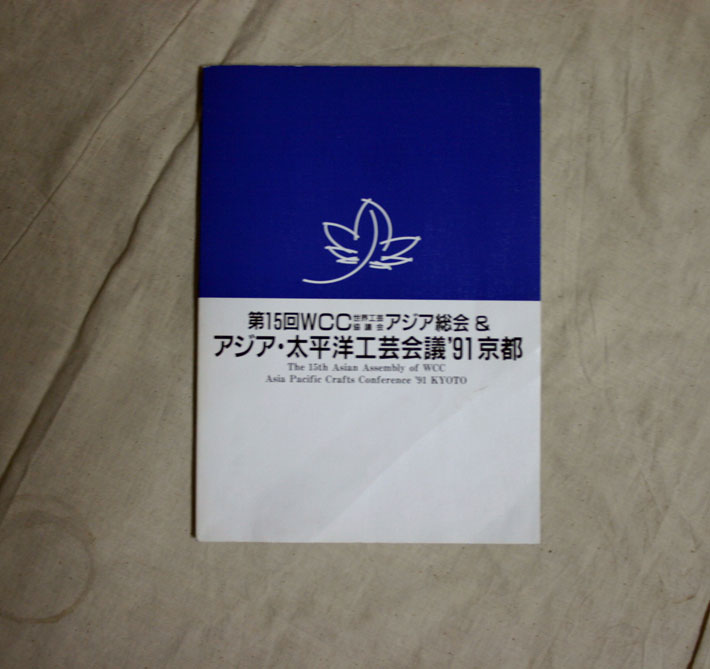 第15回WCC世界工芸協議会アジア総会&
アジア・太平洋工芸会議'91京都
The 15th Asian Assembly of WCC
Asia Pacific Crafts Conference '91 KYOTO